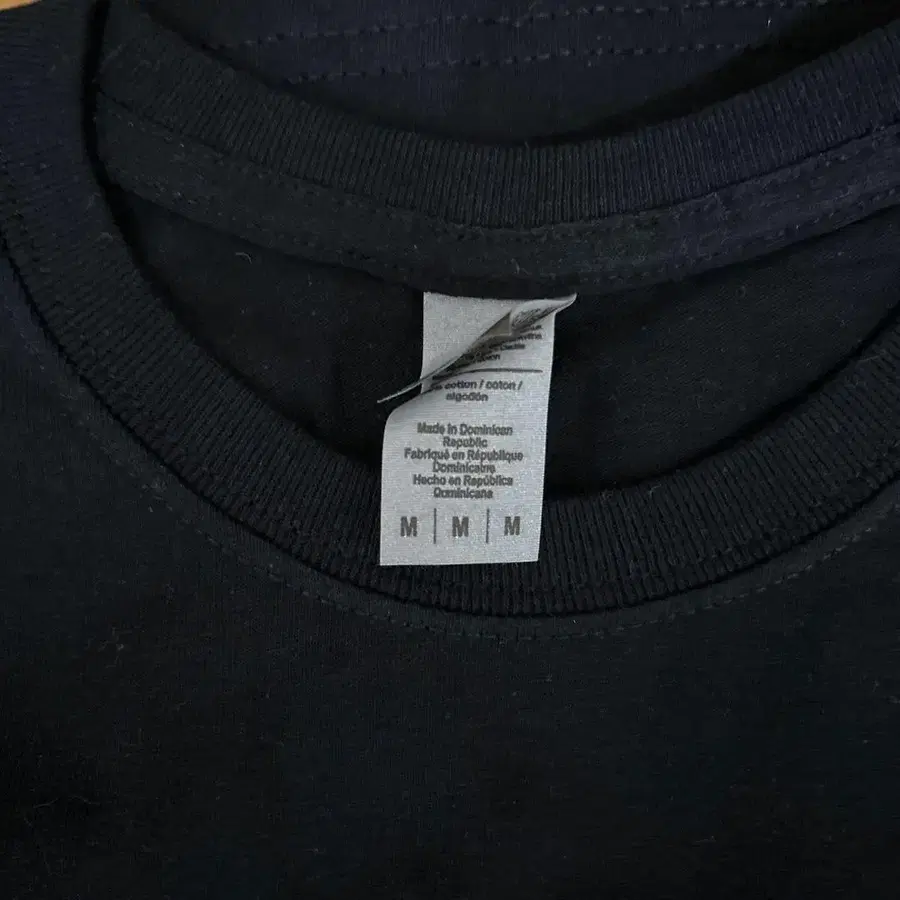 cotton / coton /
algodón
Made in Dominican
Republic
Fabriqué en République
Dominicaine
Hecho en República
Dominicana
M | M | M